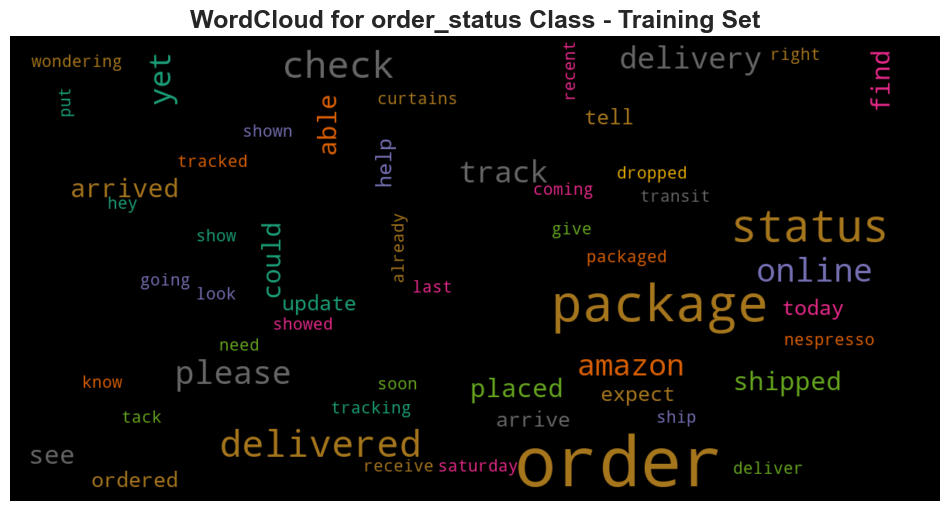 WordCloud for order_status Class - Training Set
wondering
yet
check
recent
delivery
right
find
put
able
curtains
tell
shown
help
tracked
track
dropped
arrived
coming
transit
hey
already
give
status
show
could
packaged
online
going
look
last
update
package
today
showed
need
nespresso
please
amazon
know
soon
placed
expect
shipped
tack
tracking
arrive
ship
see
delivered
order
receive
saturday
deliver
ordered